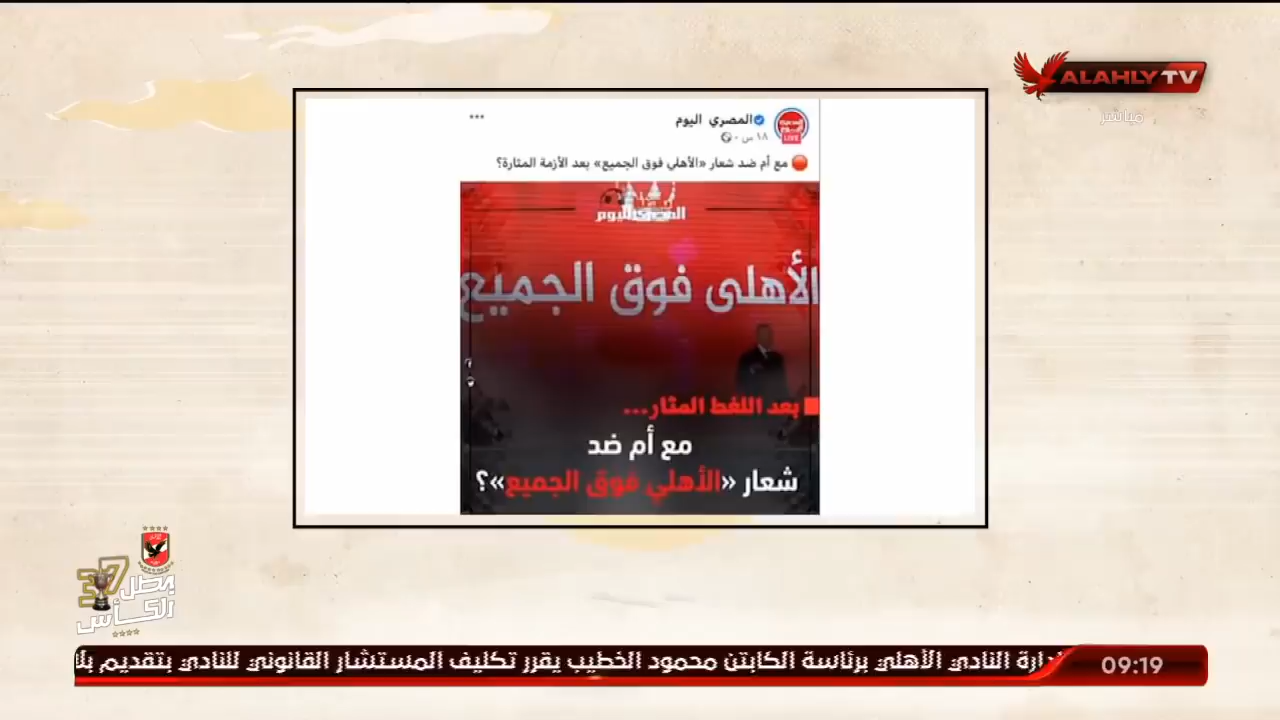 ALAHLY TV
مباشر
المصري اليوم
LIVE
١٨ س
مع أم ضد شعار «الأهلي فوق الجميع» بعد الأزمة المثارة؟
المصري اليوم
الأهلى فوق الجميع
بعد اللغط المثار...
مع أم ضد
شعار «الأهلي فوق الجميع»؟
37
بطل
الكأس
دارة النادي الأهلي برئاسة الكابتن محمود الخطيب يقرر تكليف المستشار القانوني للنادي بتقديم بلا
09:19